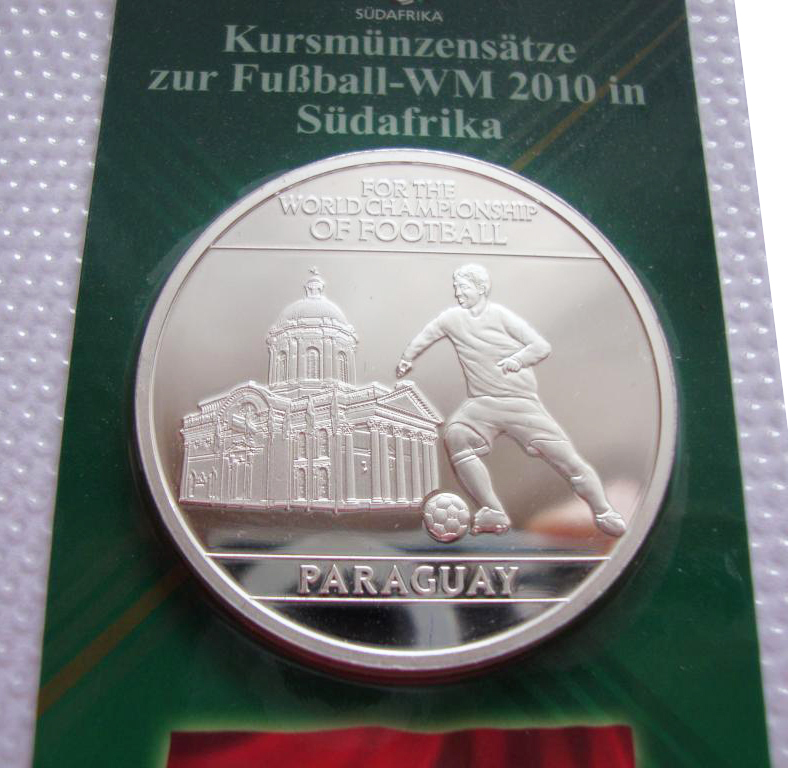 SÜDAFRIKA
Kursmünzensätze
zur Fußball-WM 2010 in
Südafrika
FOR THE
WORLD CHAMPIONSHIP
OF FOOTBALL
PARAGUAY